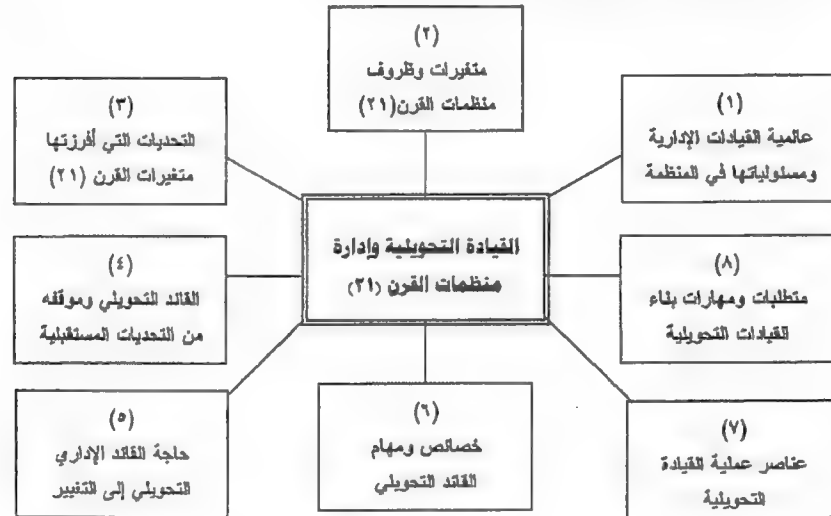 (١)
عالمية القيادات الإدارية
ومسئولياتها في المنظمة
(٢)
متغيرات وظروف
منظمات القرن (٢١)
(٣)
التحديات التي أفرزتها
متغيرات القرن (٢١)
القيادة التحويلية وإدارة
منظمات القرن (٢١)
(٤)
القائد التحويلي وموقفه
من التحديات المستقبلية
(٥)
حاجة القائد الإداري
التحويلي إلى التغيير
(٦)
خصائص ومهام
القائد التحويلي
(٧)
عناصر عملية القيادة
التحويلية
(٨)
متطلبات ومهارات بناء
القيادات التحويلية